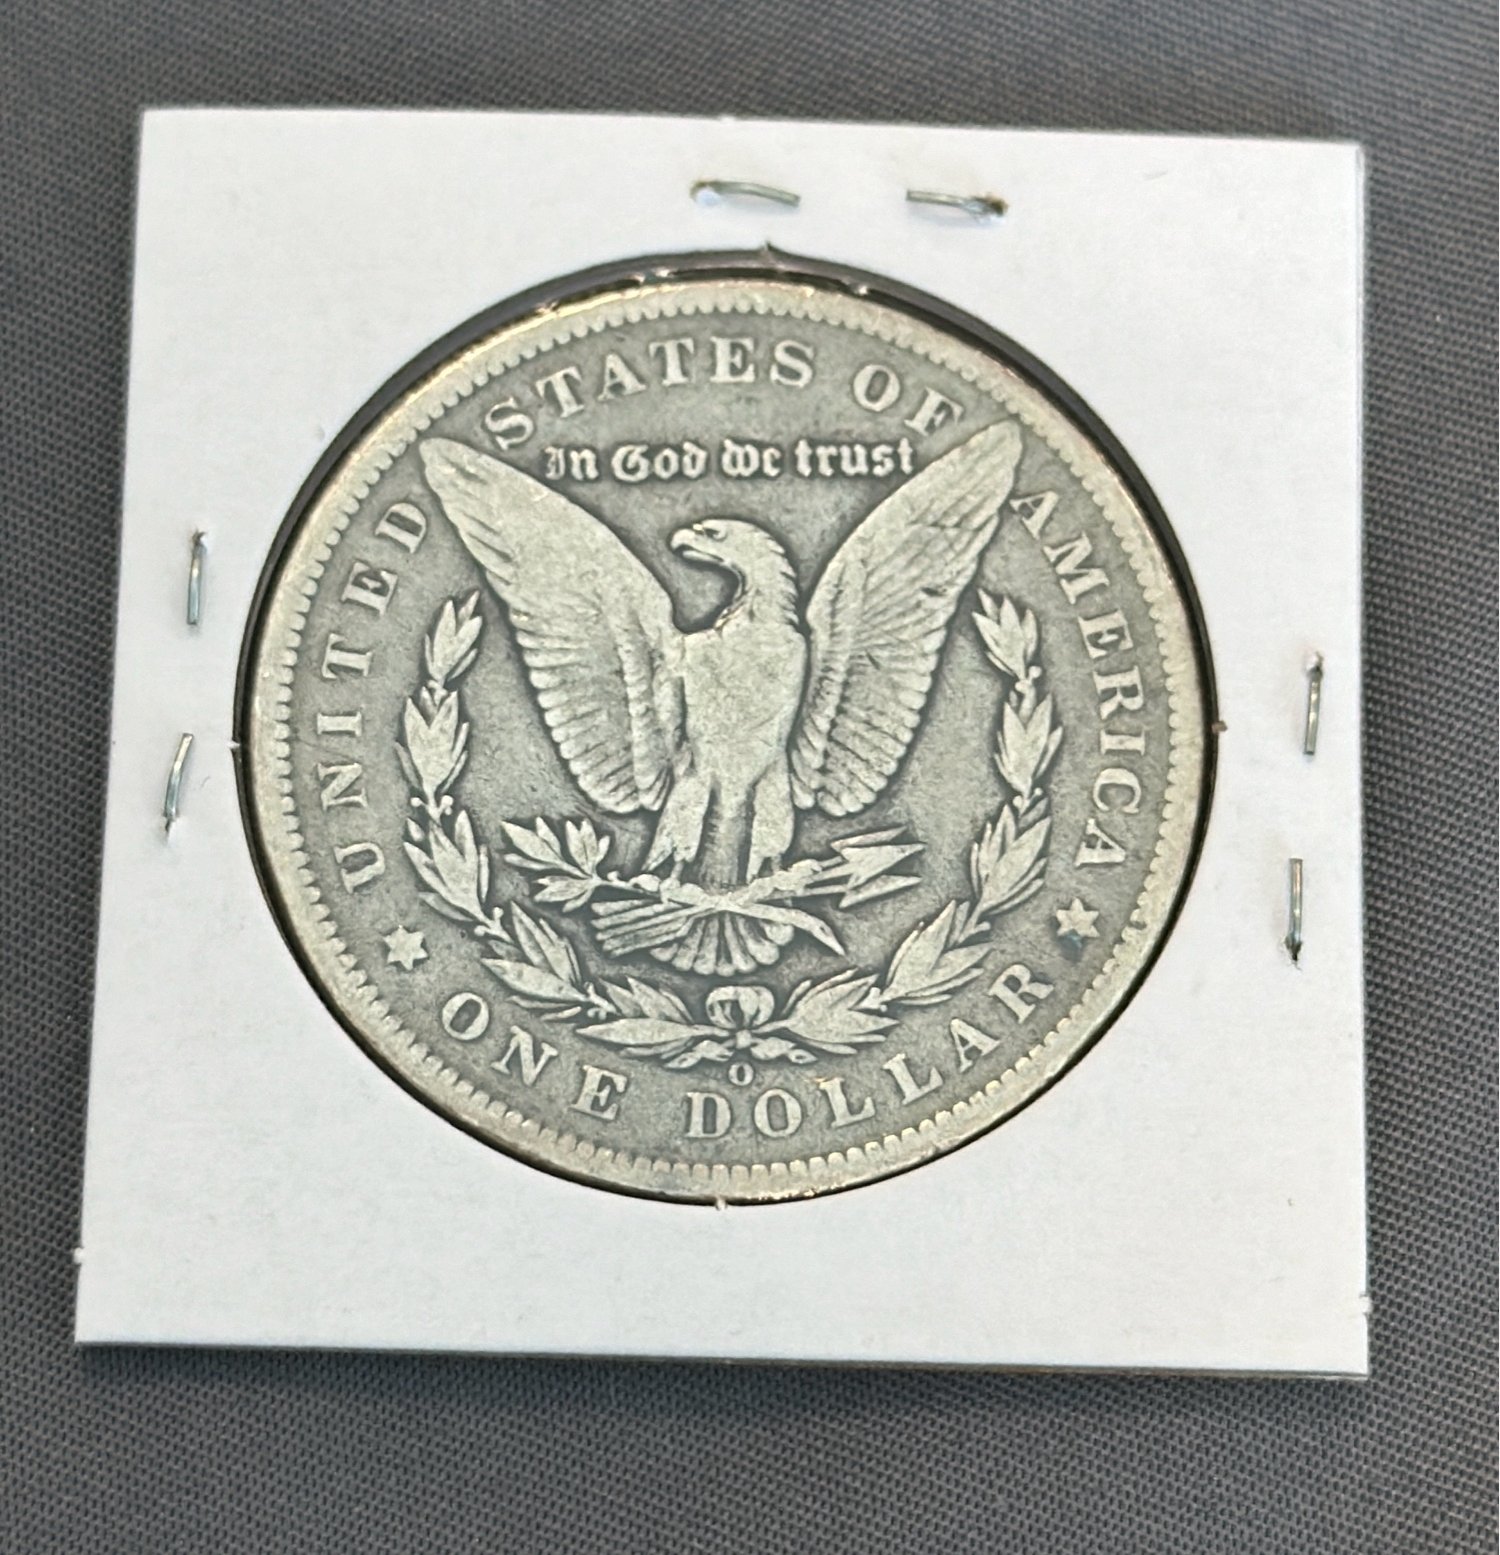 UNITED STATES OF AMERICA
In God we trust
O
ONE DOLLAR